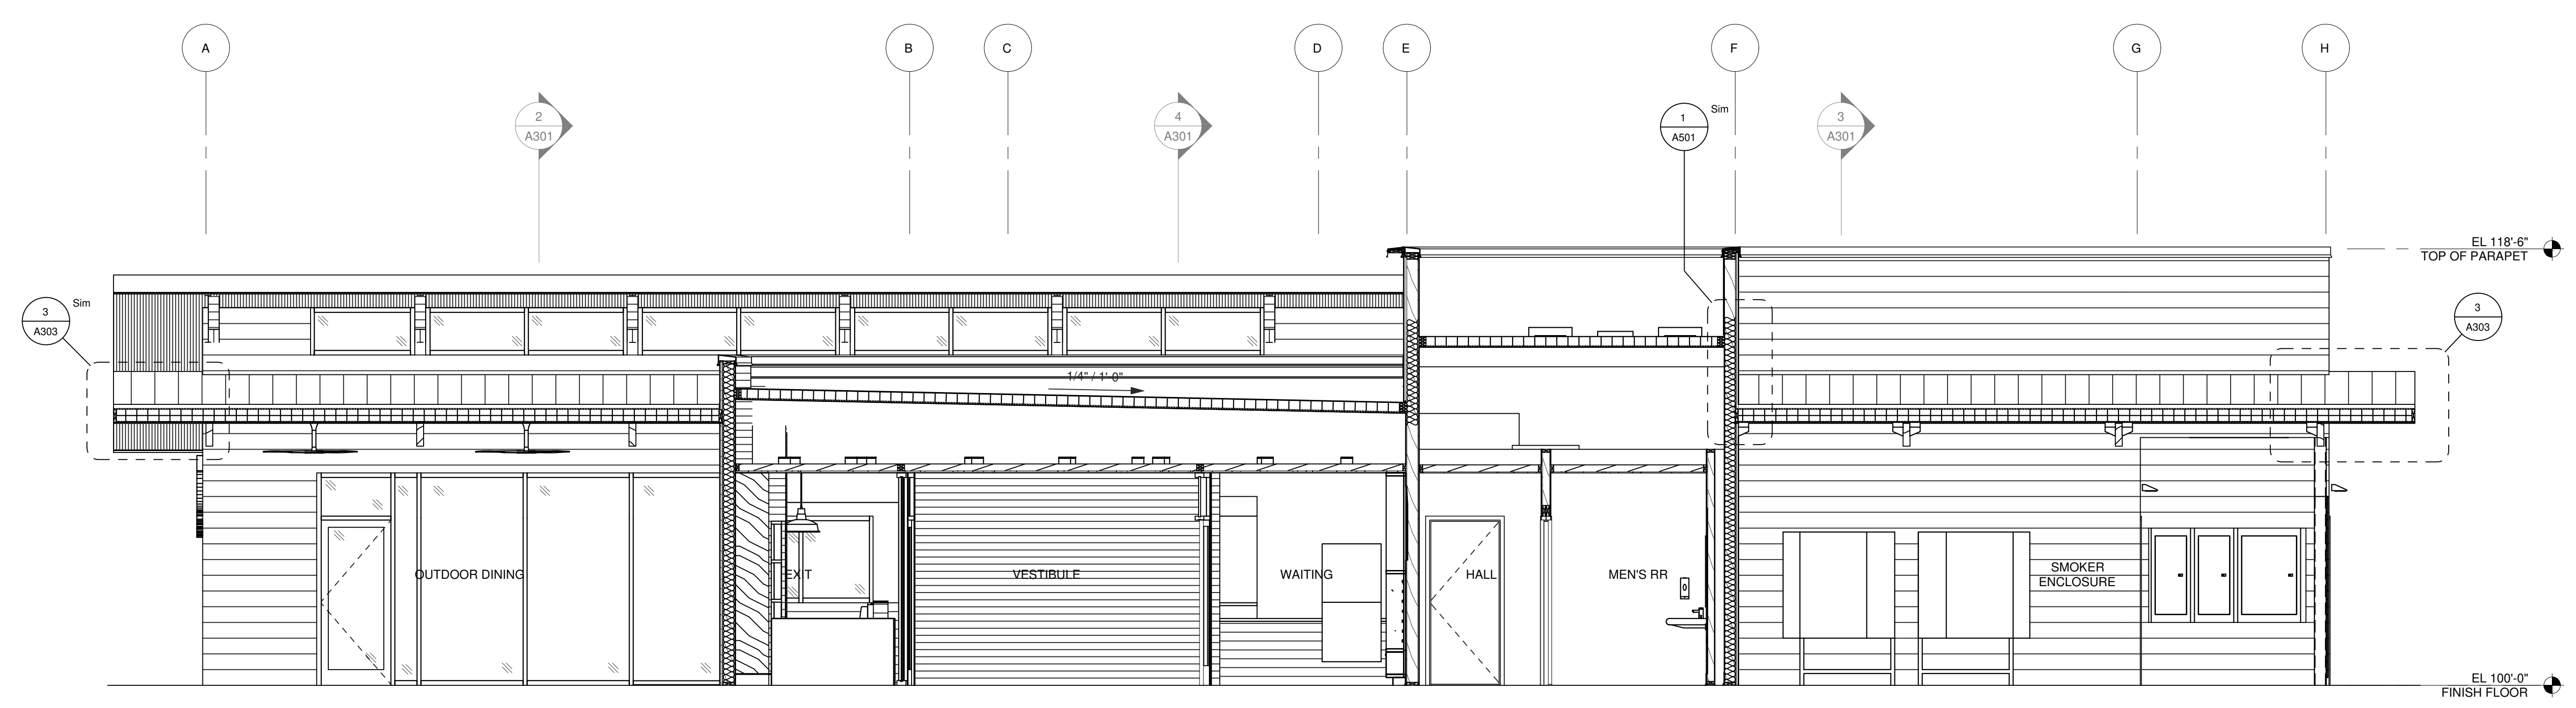 A
B
C
D
E
F
G
H
2
A301
4
A301
1
A501
Sim
3
A301
EL 118'-6"
TOP OF PARAPET
3
A303
Sim
3
A303
1/4" / 1'-0"
OUTDOOR DINING
EXIT
VESTIBULE
WAITING
HALL
MEN'S RR
SMOKER
ENCLOSURE
EL 100'-0"
FINISH FLOOR